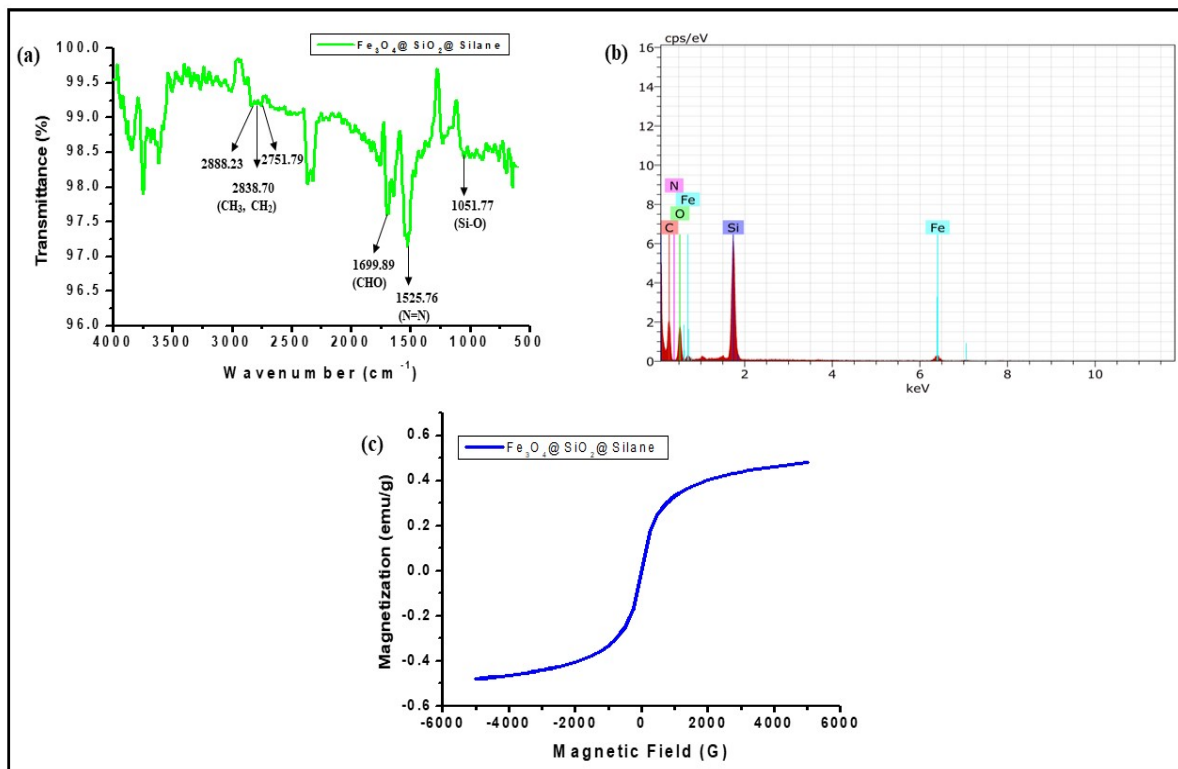 (a)
Fe₃O₄@SiO₂@Silane
100.0
99.5
99.0
98.5
98.0
97.5
97.0
96.5
96.0
Transmittance (%)
2888.23
2751.79
2838.70
(CH₃, CH₂)
1051.77
(Si-O)
1699.89
(CHO)
1525.76
(N=N)
4000 3500 3000 2500 2000 1500 1000 500
Wavenumber (cm⁻¹)
(b)
cps/eV
16
14
12
10
8
6
4
2
0
N
Fe
O
C
Si
Fe
2 4 6 8 10
keV
(c)
Fe₃O₄@SiO₂@Silane
0.6
0.4
0.2
0.0
-0.2
-0.4
-0.6
Magnetization (emu/g)
-6000 -4000 -2000 0 2000 4000 6000
Magnetic Field (G)